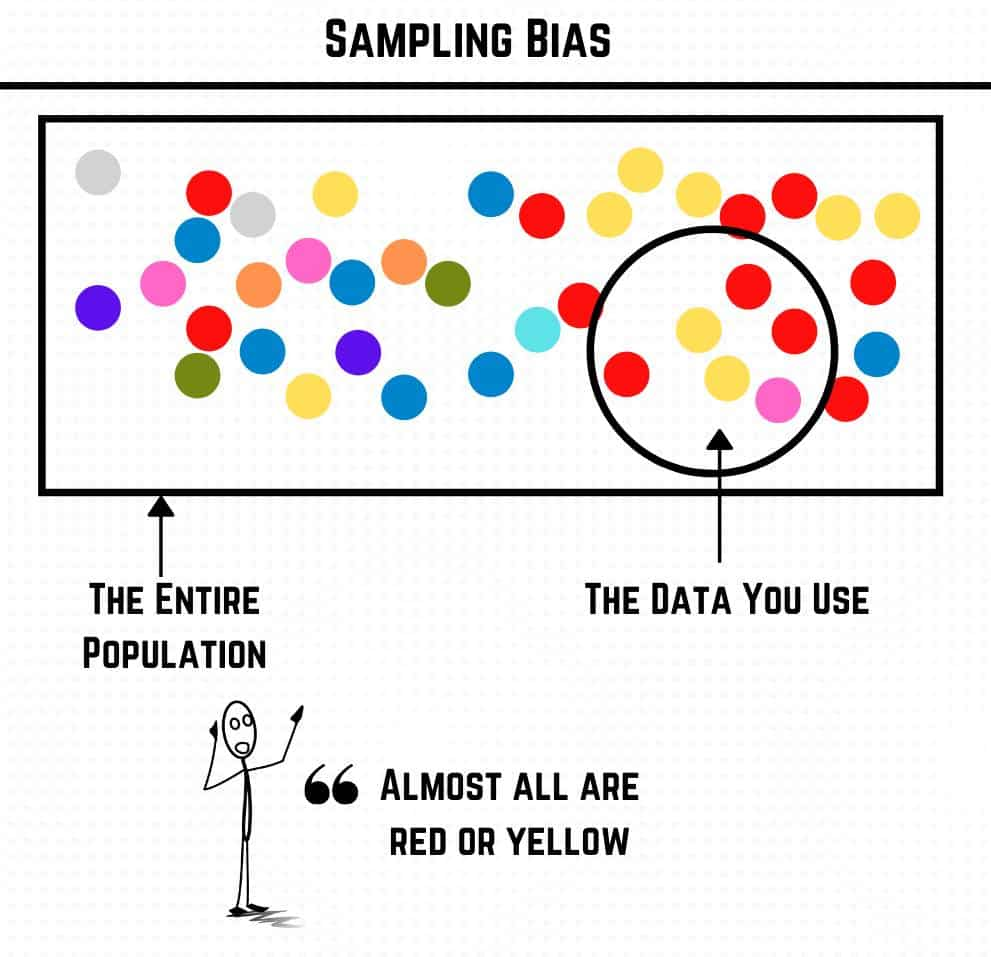 Sampling Bias
The Entire
Population
The Data You Use
“ Almost all are
red or yellow